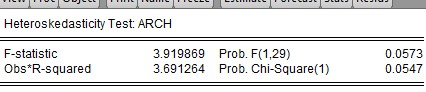 View Proc Object Print Name Freeze Estimate Forecast Stats Resids
Heteroskedasticity Test: ARCH
F-statistic 3.919869 Prob. F(1,29) 0.0573
Obs*R-squared 3.691264 Prob. Chi-Square(1) 0.0547